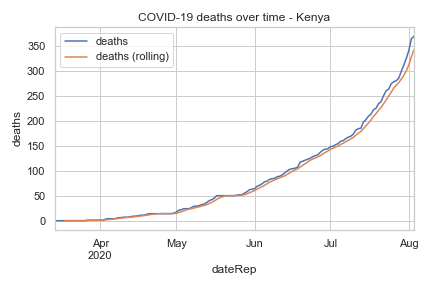 COVID-19 deaths over time - Kenya
deaths
deaths (rolling)
deaths
350
300
250
200
150
100
50
0
Apr May Jun Jul Aug
2020
dateRep